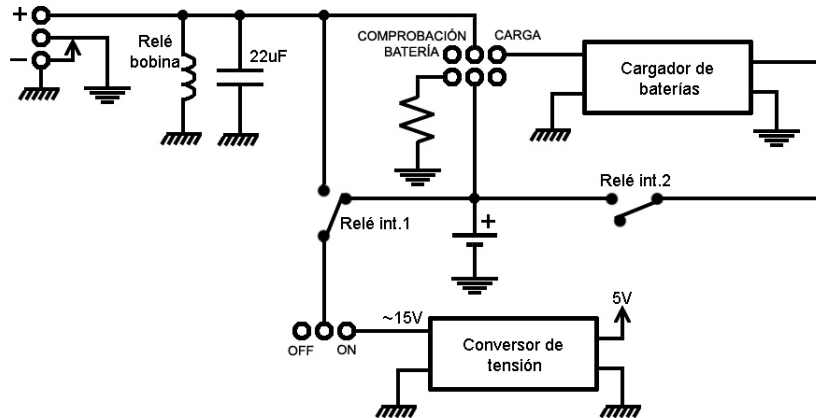 +
−
Relé
bobina
22uF
COMPROBACIÓN
BATERÍA
CARGA
Cargador de
baterías
Relé int.1
+
Relé int.2
OFF
ON
~15V
Conversor de
tensión
5V